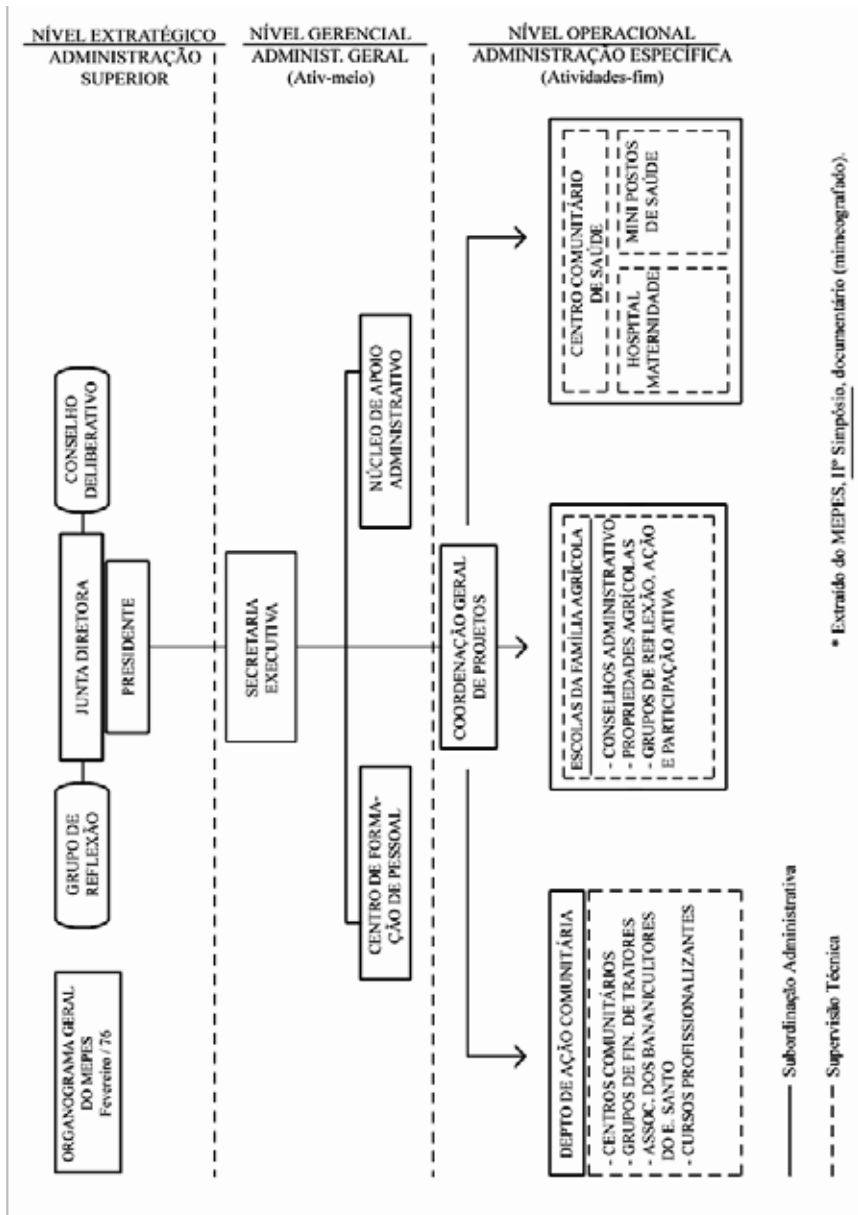 ORGANOGRAMA GERAL
DO MEPES
Fevereiro / 76
GRUPO DE
REFLEXÃO
JUNTA DIRETORA
PRESIDENTE
CONSELHO
DELIBERATIVO
NÍVEL EXTRATÉGICO
ADMINISTRAÇÃO
SUPERIOR
SECRETARIA
EXECUTIVA
NÍVEL GERENCIAL
ADMINIST. GERAL
(Ativ-meio)
CENTRO DE FORMA-
ÇÃO DE PESSOAL
NÚCLEO DE APOIO
ADMINISTRATIVO
COORDENAÇÃO GERAL
DE PROJETOS
NÍVEL OPERACIONAL
ADMINISTRAÇÃO ESPECÍFICA
(Atividades-fim)
DEPTO DE AÇÃO COMUNITÁRIA
- CENTROS COMUNITÁRIOS
- GRUPOS DE FIN. DE TRATORES
- ASSOC. DOS BANANICULTORES
DO E. SANTO
- CURSOS PROFISSIONALIZANTES
ESCOLAS DA FAMÍLIA AGRÍCOLA
- CONSELHOS ADMINISTRATIVO
- PROPRIEDADES AGRÍCOLAS
- GRUPOS DE REFLEXÃO, AÇÃO
E PARTICIPAÇÃO ATIVA
CENTRO COMUNITÁRIO
DE SAÚDE
HOSPITAL
MATERNIDADE
MINI POSTOS
DE SAÚDE
Subordinação Administrativa
Supervisão Técnica
* Extraído do MEPES, IIº Simpósio, documentário (mimeografado).